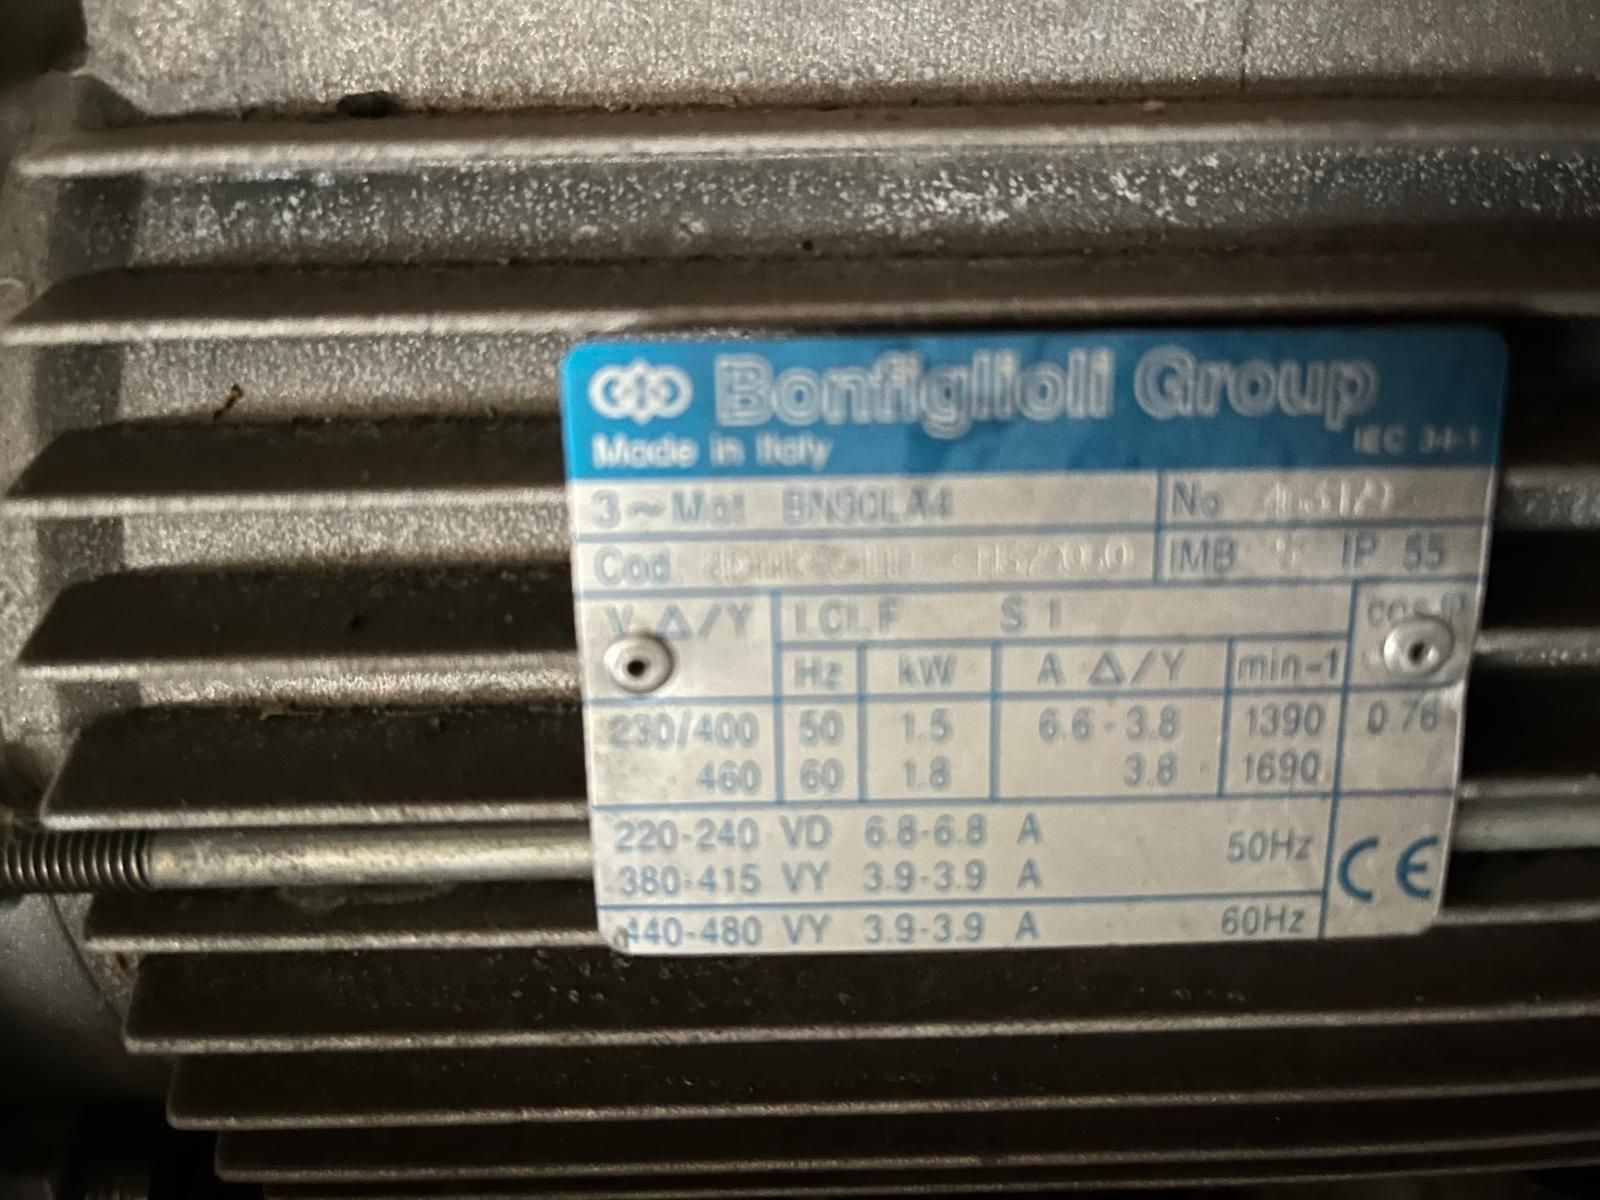 Bonfiglioli Group
Made in Italy IEC 34-1
3~Mot BN90LA4 No
Cod IMB IP 55
V Δ/Y I.Cl.F S1 cos φ
Hz kW A Δ/Y min-1
230/400 50 1.5 6.6-3.8 1390 0.76
460 60 1.8 3.8 1690
220-240 VD 6.8-6.8 A 50Hz
380-415 VY 3.9-3.9 A
440-480 VY 3.9-3.9 A 60Hz
CE